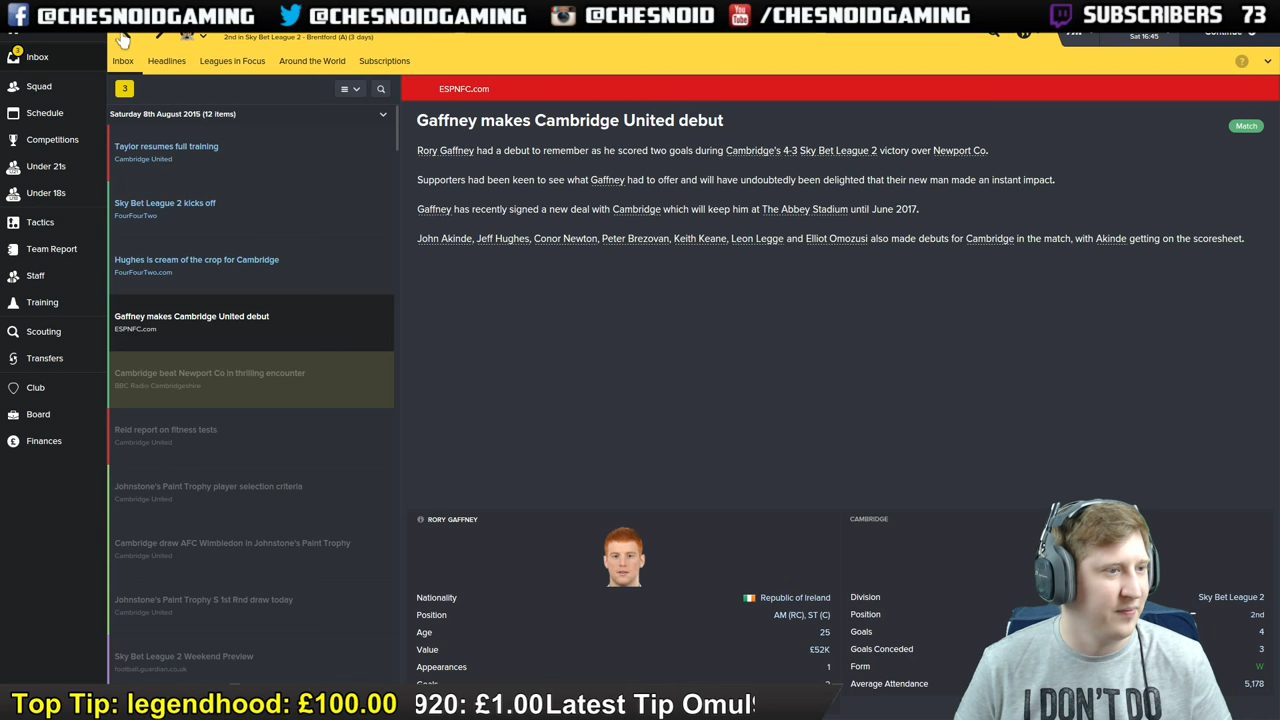 @CHESNOIDGAMING @CHESNOIDGAMING @CHESNOID /CHESNOIDGAMING SUBSCRIBERS 73
2nd in Sky Bet League 2 - Brentford (A) (3 days)
Sat 16:45
Continue
3
Inbox
Squad
Schedule
Competitions
Under 21s
Under 18s
Tactics
Team Report
Staff
Training
Scouting
Transfers
Club
Board
Finances
Inbox Headlines Leagues in Focus Around the World Subscriptions
3
Saturday 8th August 2015 (12 items)
Taylor resumes full training
Cambridge United
Sky Bet League 2 kicks off
FourFourTwo
Hughes is cream of the crop for Cambridge
FourFourTwo.com
Gaffney makes Cambridge United debut
ESPNFC.com
Cambridge beat Newport Co in thrilling encounter
BBC Radio Cambridgeshire
Reid report on fitness tests
Cambridge United
Johnstone's Paint Trophy player selection criteria
Cambridge United
Cambridge draw AFC Wimbledon in Johnstone's Paint Trophy
Cambridge United
Johnstone's Paint Trophy S 1st Rnd draw today
Cambridge United
Sky Bet League 2 Weekend Preview
football.guardian.co.uk
ESPNFC.com
Gaffney makes Cambridge United debut
Match
Rory Gaffney had a debut to remember as he scored two goals during Cambridge's 4-3 Sky Bet League 2 victory over Newport Co.
Supporters had been keen to see what Gaffney had to offer and will have undoubtedly been delighted that their new man made an instant impact.
Gaffney has recently signed a new deal with Cambridge which will keep him at The Abbey Stadium until June 2017.
John Akinde, Jeff Hughes, Conor Newton, Peter Brezovan, Keith Keane, Leon Legge and Elliot Omozusi also made debuts for Cambridge in the match, with Akinde getting on the scoresheet.
RORY GAFFNEY
Nationality Republic of Ireland
Position AM (RC), ST (C)
Age 25
Value £52K
Appearances 1
CAMBRIDGE
Division Sky Bet League 2
Position 2nd
Goals 4
Goals Conceded 3
Form W
Average Attendance 5,178
I DON'T DO
Top Tip: legendhood: £100.00 920: £1.00Latest Tip Omul